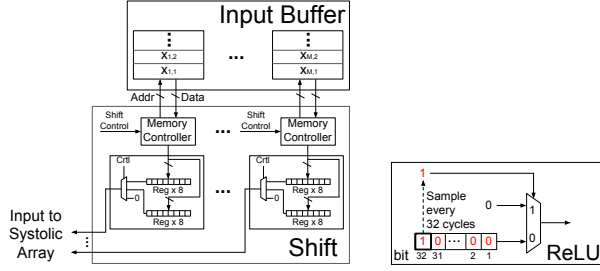 Input Buffer
⋮ ⋮
X1,2 ... XM,2
X1,1 XM,1
Addr Data
Shift Control Memory Controller ... Shift Control Memory Controller
Crtl Crtl
Reg x 8 Reg x 8
0 ... 0
Reg x 8 Reg x 8
Input to
Systolic
Array
...
Shift
1
Sample
every
32 cycles
0 1
1 0 ... 0 0 0
bit 32 31 2 1
ReLU